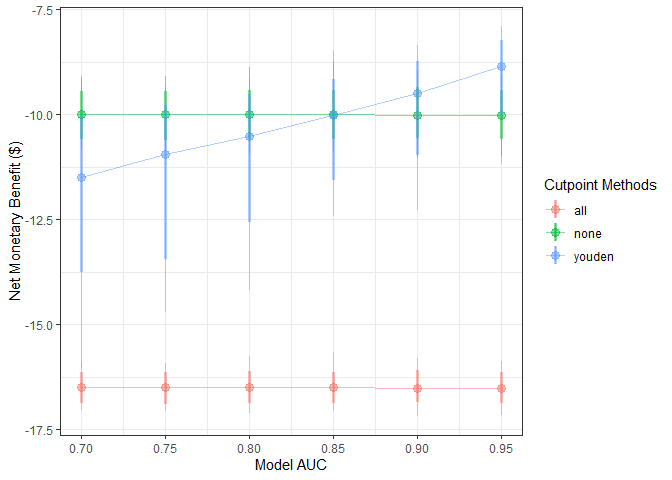 -7.5
-10.0
-12.5
-15.0
-17.5
Net Monetary Benefit ($)
0.70 0.75 0.80 0.85 0.90 0.95
Model AUC
Cutpoint Methods
all
none
youden